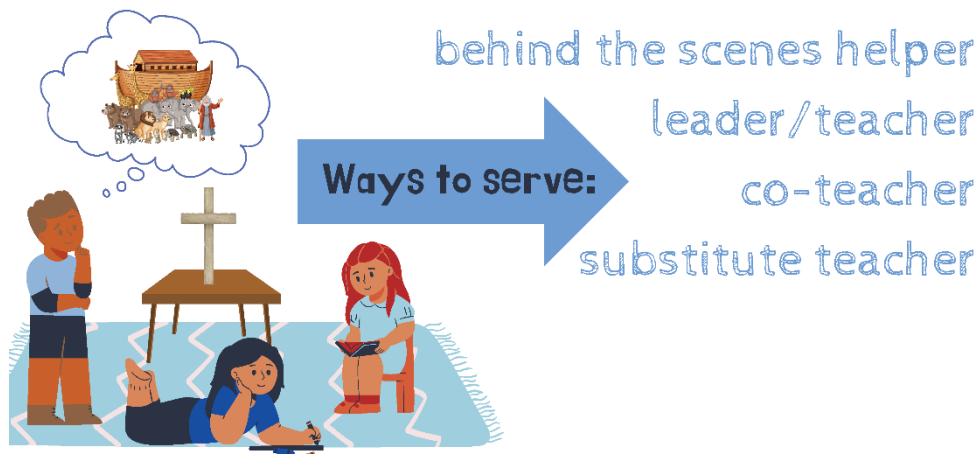 Ways to serve:
behind the scenes helper
leader/teacher
co-teacher
substitute teacher